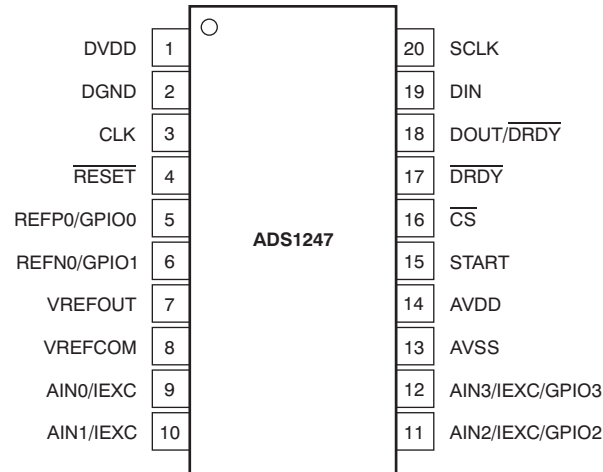 DVDD 1 20 SCLK
DGND 2 19 DIN
CLK 3 18 DOUT/DRDY
RESET 4 17 DRDY
REFP0/GPIO0 5 16 CS
ADS1247
REFN0/GPIO1 6 15 START
VREFOUT 7 14 AVDD
VREFCOM 8 13 AVSS
AIN0/IEXC 9 12 AIN3/IEXC/GPIO3
AIN1/IEXC 10 11 AIN2/IEXC/GPIO2